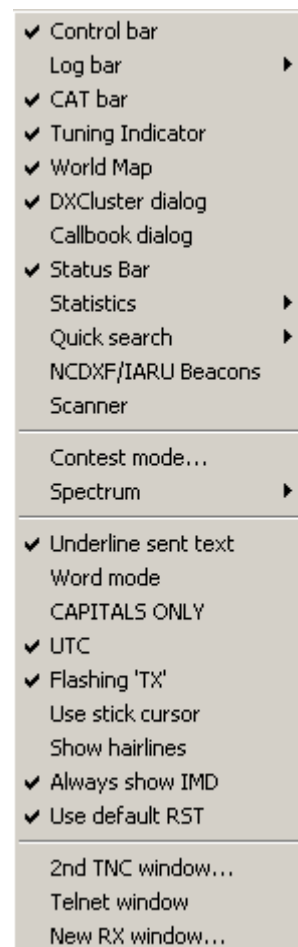 Control bar
Log bar
CAT bar
Tuning Indicator
World Map
DXCluster dialog
Callbook dialog
Status Bar
Statistics
Quick search
NCDXF/IARU Beacons
Scanner
Contest mode...
Spectrum
Underline sent text
Word mode
CAPITALS ONLY
UTC
Flashing 'TX'
Use stick cursor
Show hairlines
Always show IMD
Use default RST
2nd TNC window...
Telnet window
New RX window...